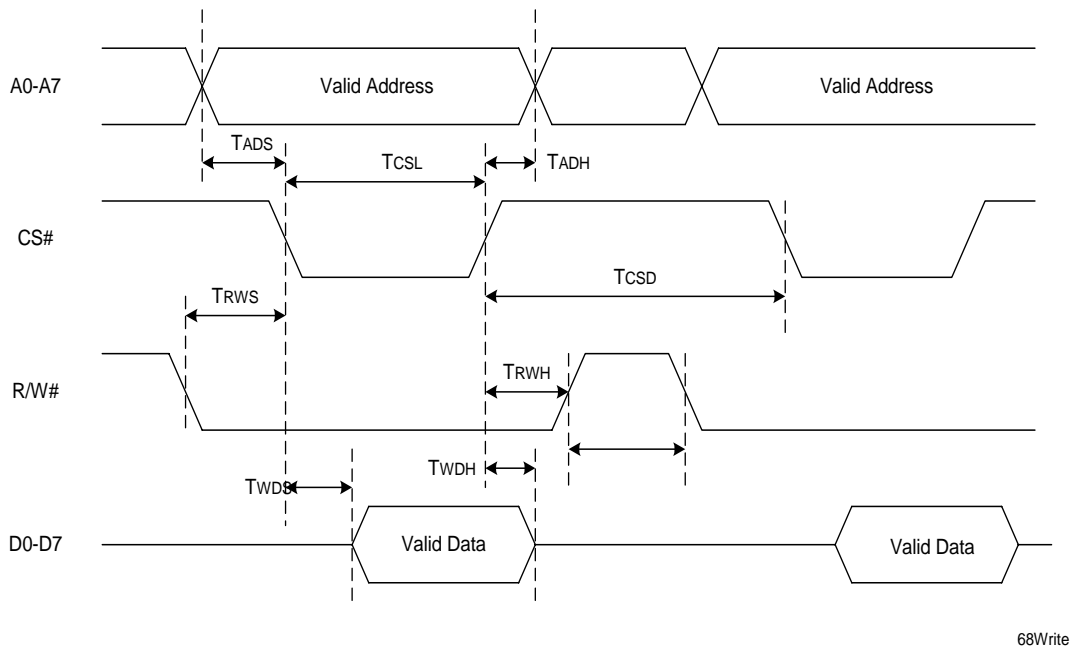 A0-A7
Valid Address
Valid Address
TADS
TCSL
TADH
CS#
TCSD
TRWS
R/W#
TRWH
TWDH
TWDS
D0-D7
Valid Data
Valid Data
68Write